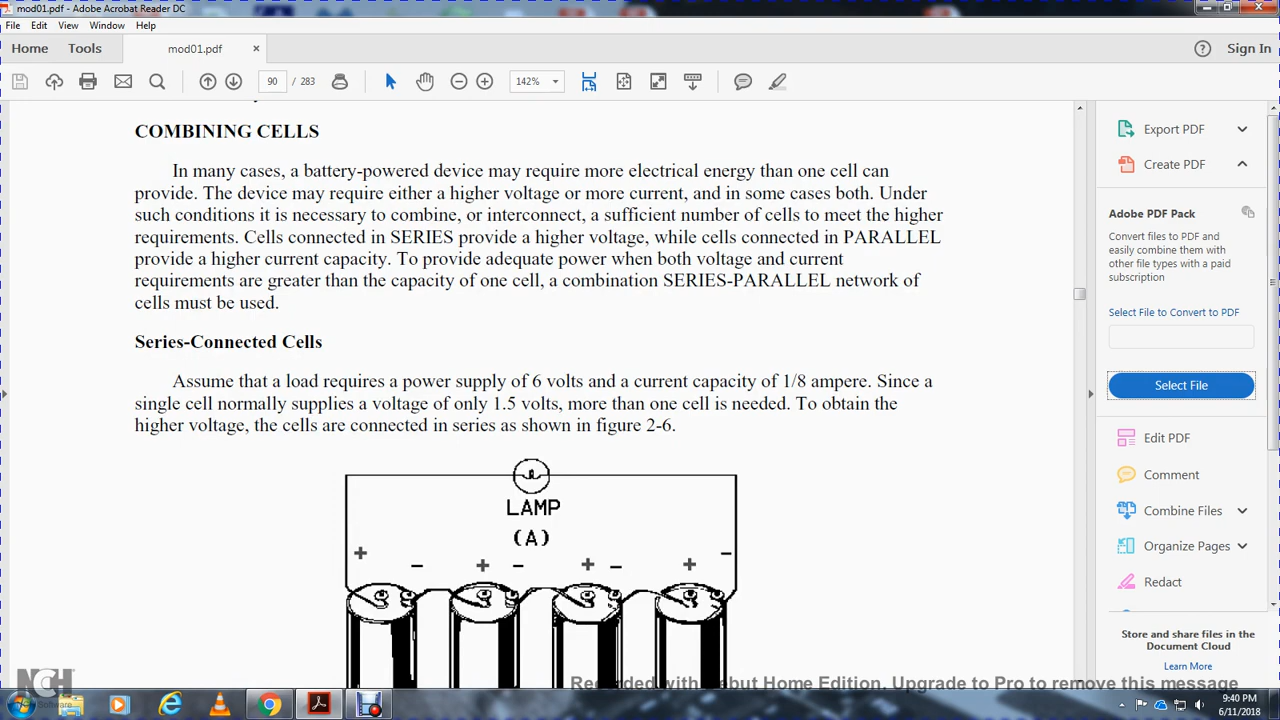 mod01.pdf - Adobe Acrobat Reader DC
File Edit View Window Help
Home Tools mod01.pdf × Sign In
90 / 283 142%
COMBINING CELLS
In many cases, a battery-powered device may require more electrical energy than one cell can
provide. The device may require either a higher voltage or more current, and in some cases both. Under
such conditions it is necessary to combine, or interconnect, a sufficient number of cells to meet the higher
requirements. Cells connected in SERIES provide a higher voltage, while cells connected in PARALLEL
provide a higher current capacity. To provide adequate power when both voltage and current
requirements are greater than the capacity of one cell, a combination SERIES-PARALLEL network of
cells must be used.
Series-Connected Cells
Assume that a load requires a power supply of 6 volts and a current capacity of 1/8 ampere. Since a
single cell normally supplies a voltage of only 1.5 volts, more than one cell is needed. To obtain the
higher voltage, the cells are connected in series as shown in figure 2-6.
LAMP
(A)
+ − + − + − + −
Export PDF
Create PDF
Adobe PDF Pack
Convert files to PDF and
easily combine them with
other file types with a paid
subscription
Select File to Convert to PDF
Select File
Edit PDF
Comment
Combine Files
Organize Pages
Redact
Store and share files in the
Document Cloud
Learn More
NCH
Software
Recorded with Debut Home Edition. Upgrade to Pro to remove this message
9:40 PM
6/11/2018